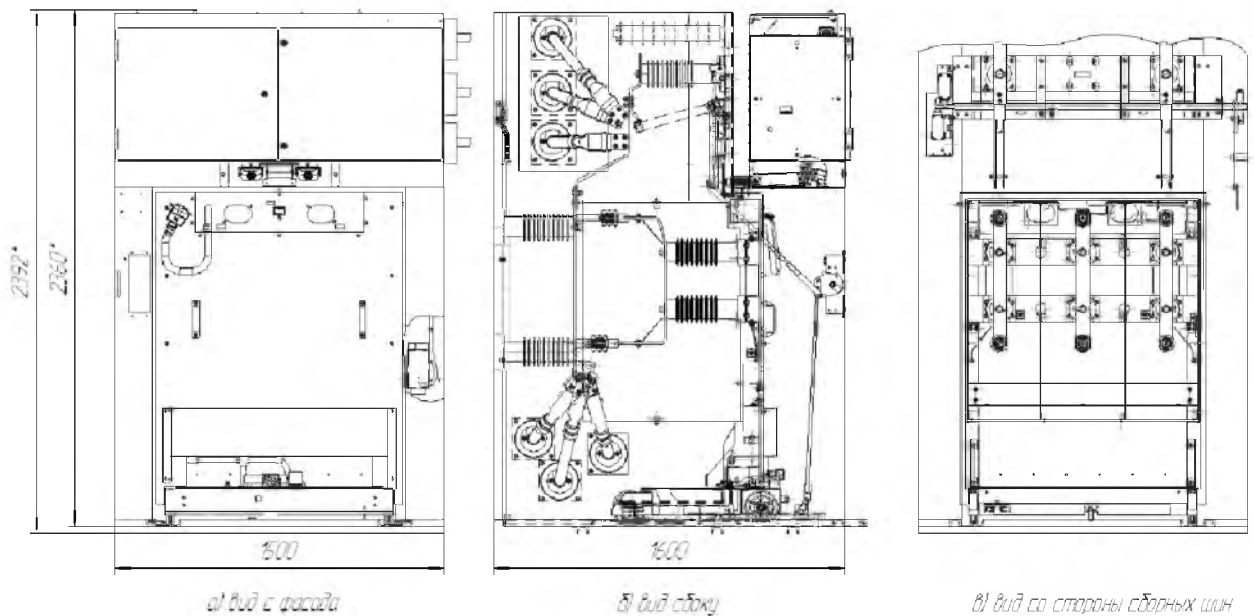 2392*
2360*
1500
1600
а) вид с фасада
б) вид сбоку
в) вид со стороны сборных шин